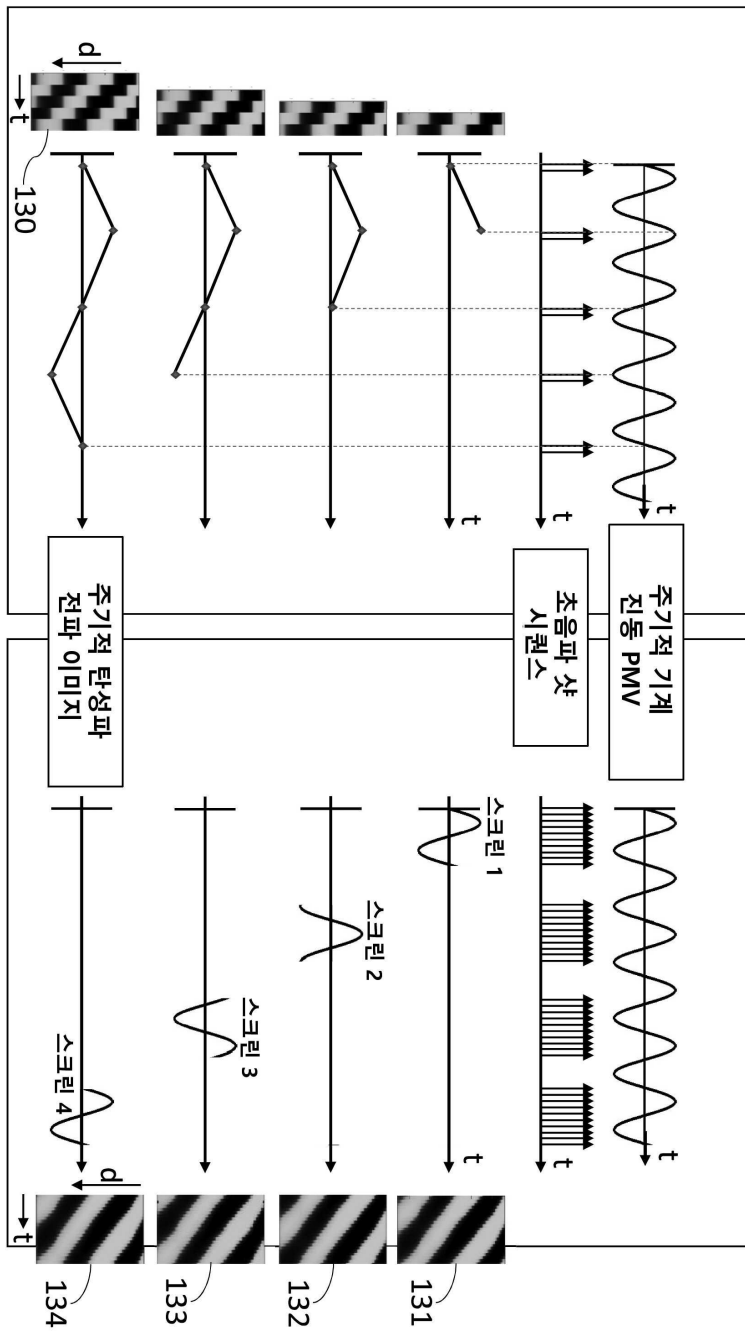 t
주기적 기계
진동 PMV
t
t
초음파 샷
시퀀스
t
t
스크린 1
t
131
스크린 2
132
스크린 3
133
d
t
130
주기적 탄성파
전파 이미지
스크린 4
d
t
134